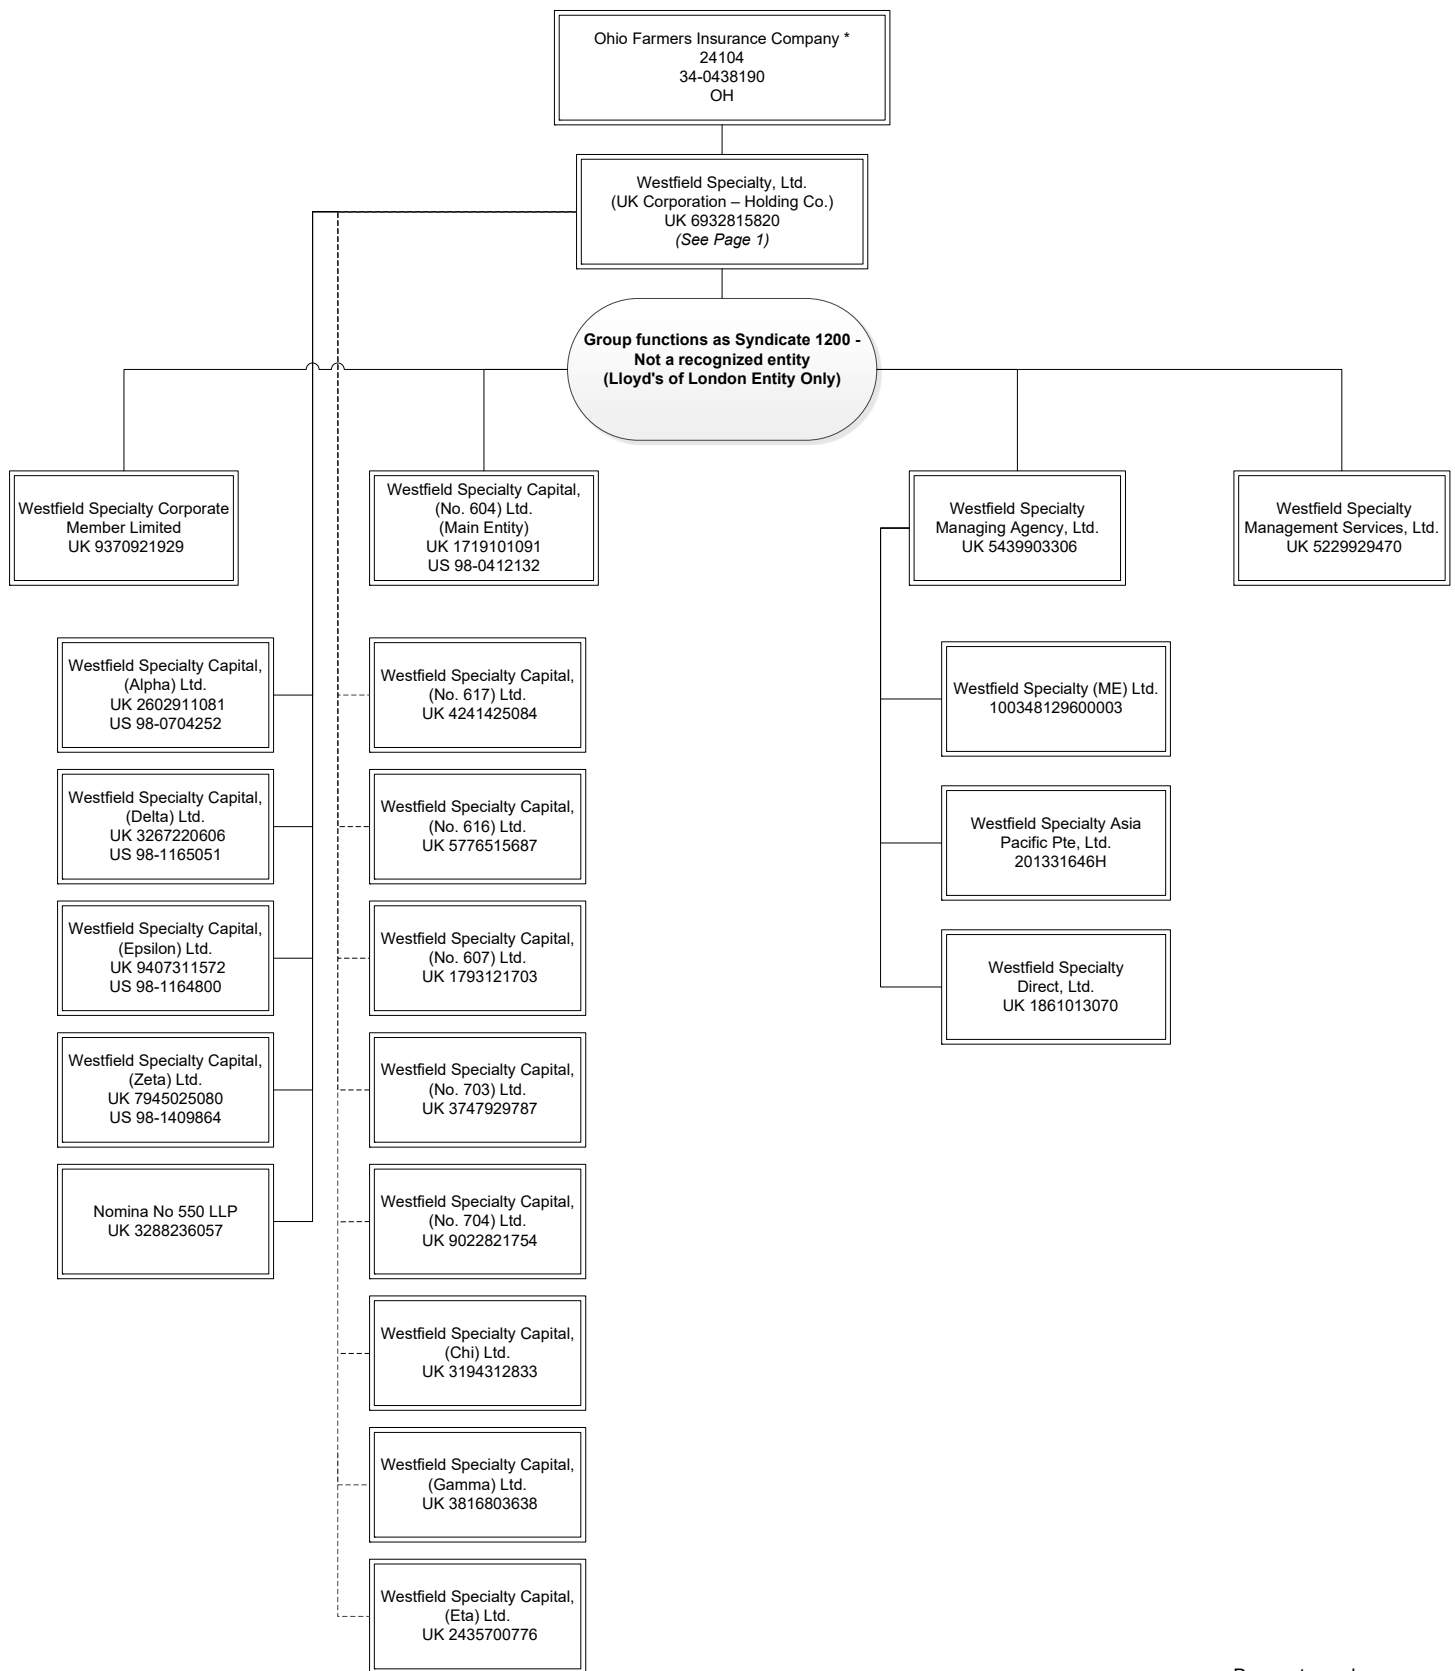 Ohio Farmers Insurance Company *
24104
34-0438190
OH
Westfield Specialty, Ltd.
(UK Corporation – Holding Co.)
UK 6932815820
(See Page 1)
Group functions as Syndicate 1200 -
Not a recognized entity
(Lloyd's of London Entity Only)
Westfield Specialty Corporate
Member Limited
UK 9370921929
Westfield Specialty Capital,
(No. 604) Ltd.
(Main Entity)
UK 1719101091
US 98-0412132
Westfield Specialty
Managing Agency, Ltd.
UK 5439903306
Westfield Specialty
Management Services, Ltd.
UK 5229929470
Westfield Specialty Capital,
(Alpha) Ltd.
UK 2602911081
US 98-0704252
Westfield Specialty Capital,
(Delta) Ltd.
UK 3267220606
US 98-1165051
Westfield Specialty Capital,
(Epsilon) Ltd.
UK 9407311572
US 98-1164800
Westfield Specialty Capital,
(Zeta) Ltd.
UK 7945025080
US 98-1409864
Nomina No 550 LLP
UK 3288236057
Westfield Specialty Capital,
(No. 617) Ltd.
UK 4241425084
Westfield Specialty Capital,
(No. 616) Ltd.
UK 5776515687
Westfield Specialty Capital,
(No. 607) Ltd.
UK 1793121703
Westfield Specialty Capital,
(No. 703) Ltd.
UK 3747929787
Westfield Specialty Capital,
(No. 704) Ltd.
UK 9022821754
Westfield Specialty Capital,
(Chi) Ltd.
UK 3194312833
Westfield Specialty Capital,
(Gamma) Ltd.
UK 3816803638
Westfield Specialty Capital,
(Eta) Ltd.
UK 2435700776
Westfield Specialty (ME) Ltd.
100348129600003
Westfield Specialty Asia
Pacific Pte, Ltd.
201331646H
Westfield Specialty
Direct, Ltd.
UK 1861013070